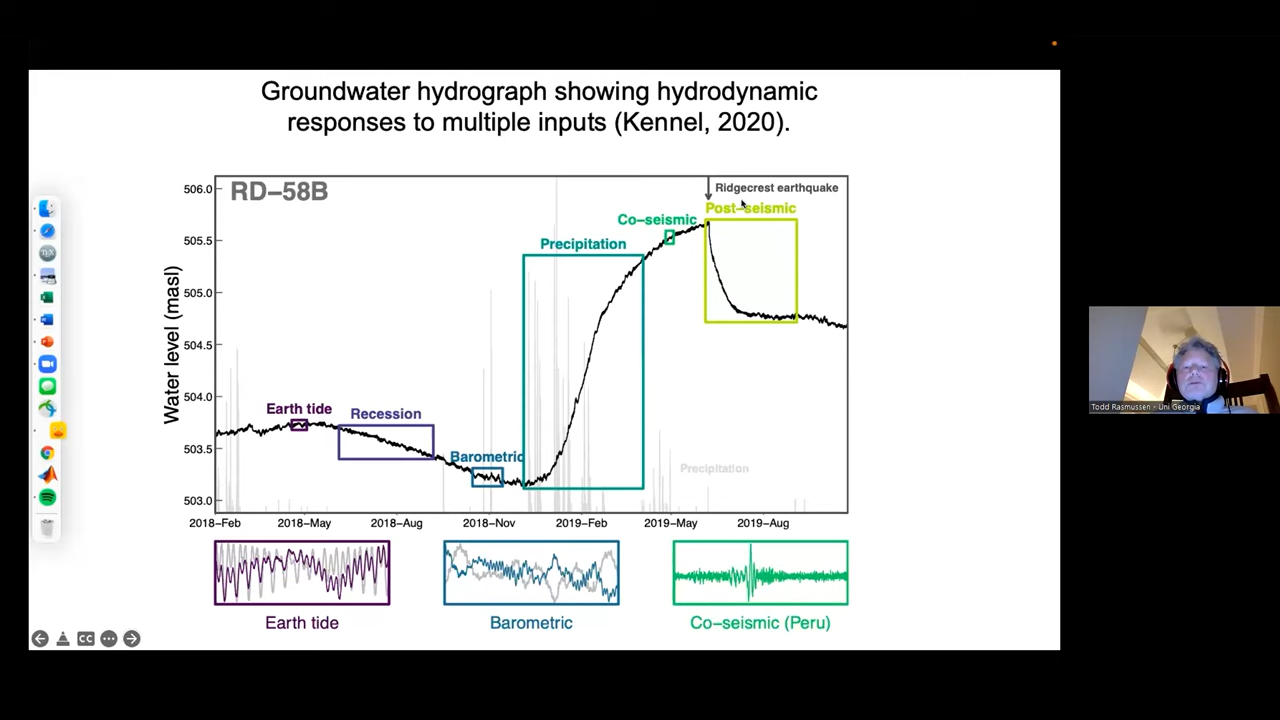 Groundwater hydrograph showing hydrodynamic
responses to multiple inputs (Kennel, 2020).
RD–58B
Ridgecrest earthquake
Post–seismic
Co–seismic
Precipitation
Earth tide
Recession
Barometric
Precipitation
Water level (masl)
506.0
505.5
505.0
504.5
504.0
503.5
503.0
2018–Feb 2018–May 2018–Aug 2018–Nov 2019–Feb 2019–May 2019–Aug
Earth tide
Barometric
Co–seismic (Peru)
CC
Todd Rasmussen - Uni Georgia